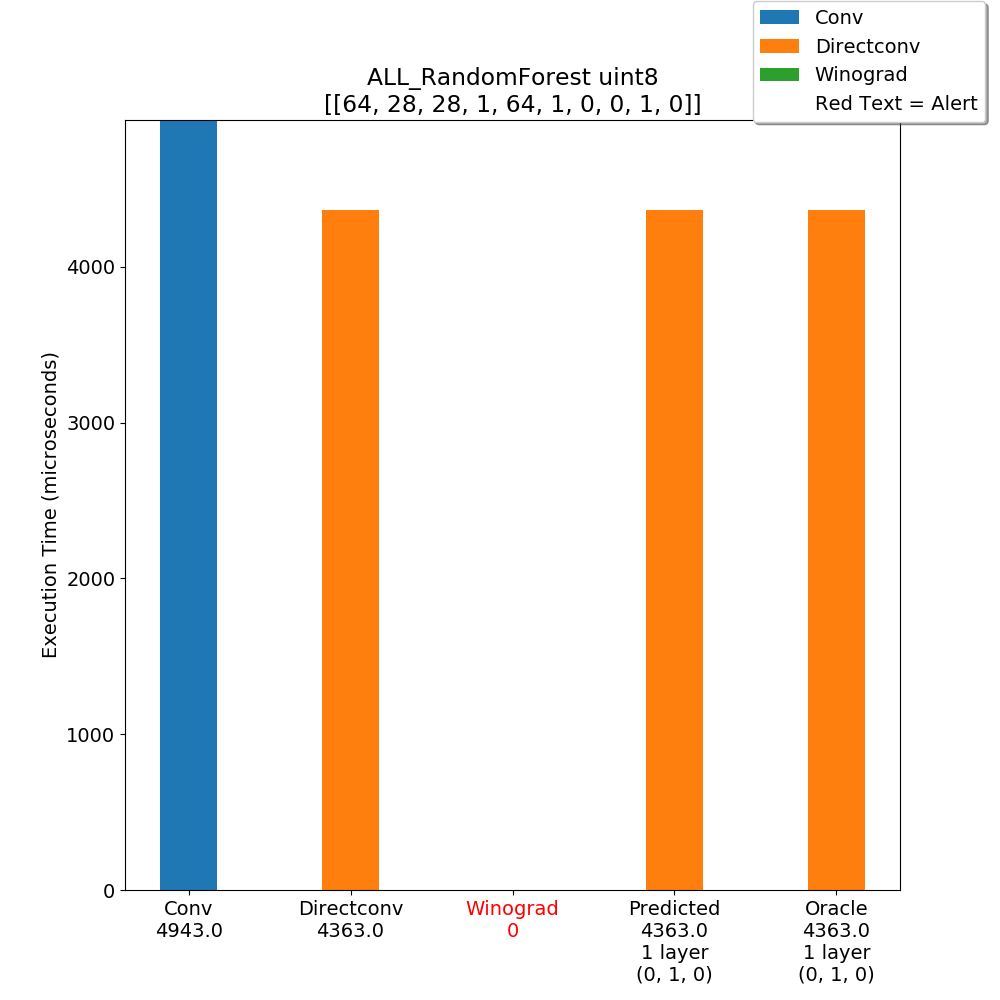 Conv
Directconv
Winograd
Red Text = Alert
ALL_RandomForest uint8
[[64, 28, 28, 1, 64, 1, 0, 0, 1, 0]]
Execution Time (microseconds)
4000
3000
2000
1000
0
Conv
4943.0
Directconv
4363.0
Winograd
0
Predicted
4363.0
1 layer
(0, 1, 0)
Oracle
4363.0
1 layer
(0, 1, 0)